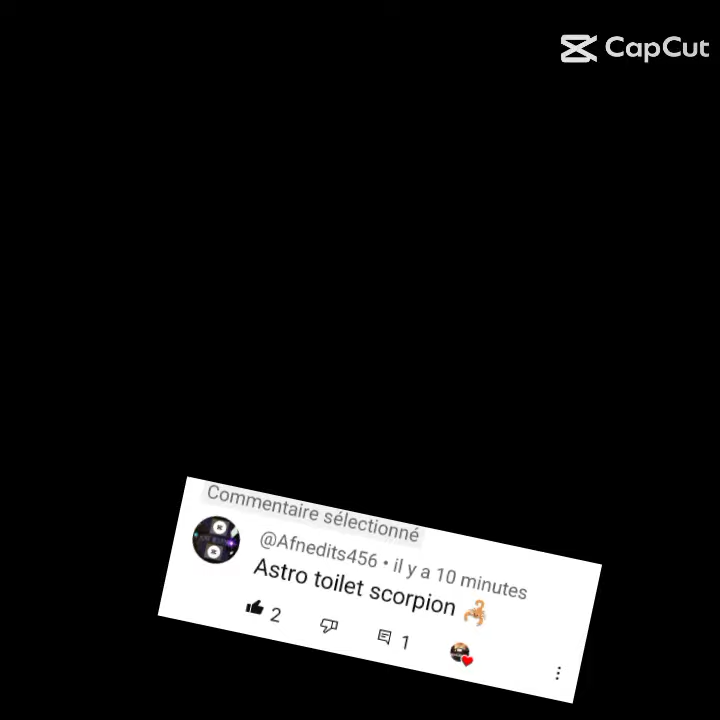 CapCut
Commentaire sélectionné
@Afnedits456 • il y a 10 minutes
Astro toilet scorpion 🦂
2
1